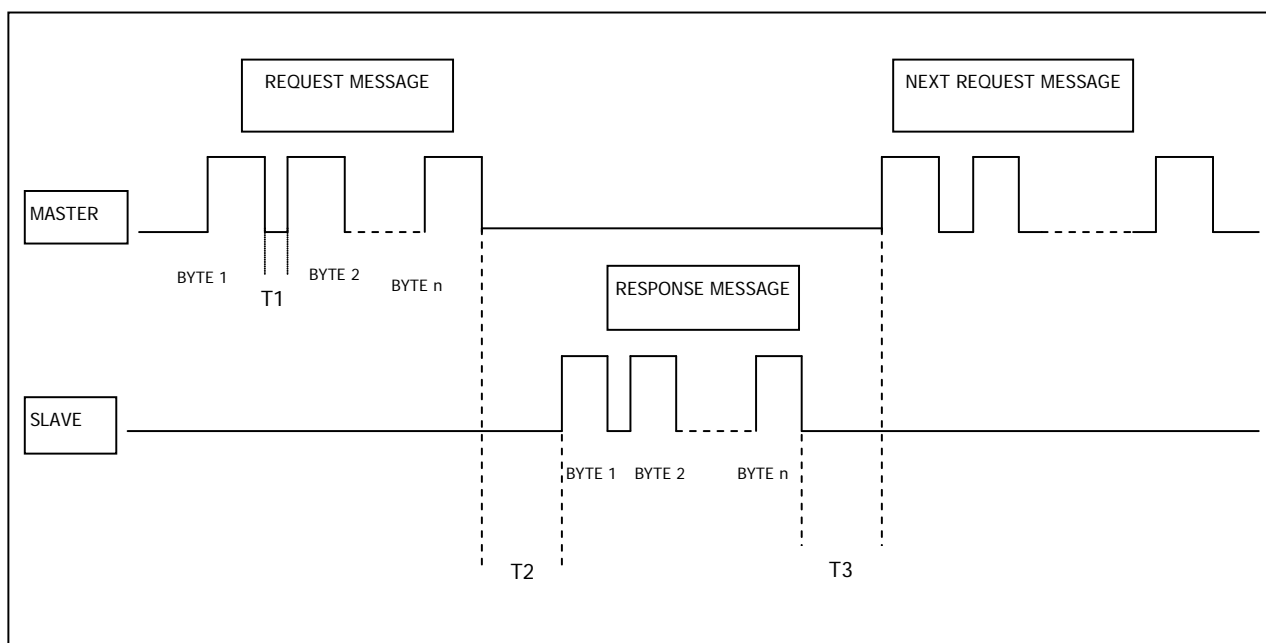 REQUEST MESSAGE
NEXT REQUEST MESSAGE
MASTER
BYTE 1
T1
BYTE 2
BYTE n
RESPONSE MESSAGE
SLAVE
BYTE 1
BYTE 2
BYTE n
T2
T3